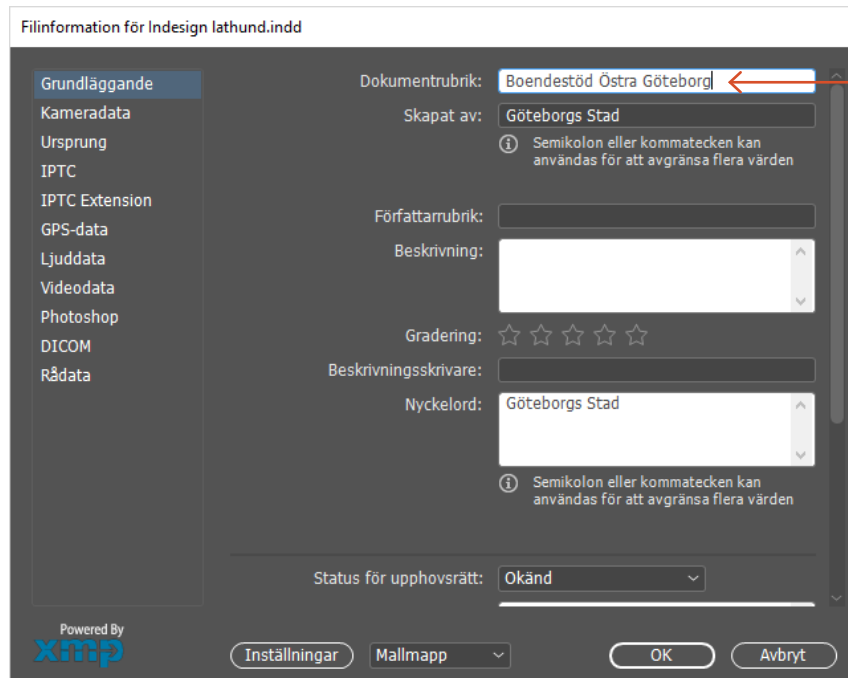 Filinformation för Indesign lathund.indd
Grundläggande
Kameradata
Ursprung
IPTC
IPTC Extension
GPS-data
Ljuddata
Videodata
Photoshop
DICOM
Rådata
Dokumentrubrik: Boendestöd Östra Göteborg
Skapat av: Göteborgs Stad
Semikolon eller kommatecken kan
användas för att avgränsa flera värden
Författarrubrik:
Beskrivning:
Gradering:
Beskrivningsskrivare:
Nyckelord: Göteborgs Stad
Semikolon eller kommatecken kan
användas för att avgränsa flera värden
Status för upphovsrätt: Okänd
Powered By
xmp
Inställningar Mallmapp OK Avbryt